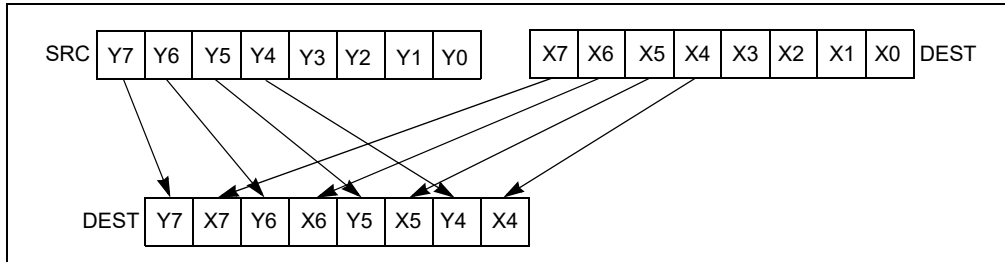 SRC Y7 Y6 Y5 Y4 Y3 Y2 Y1 Y0 X7 X6 X5 X4 X3 X2 X1 X0 DEST
DEST Y7 X7 Y6 X6 Y5 X5 Y4 X4